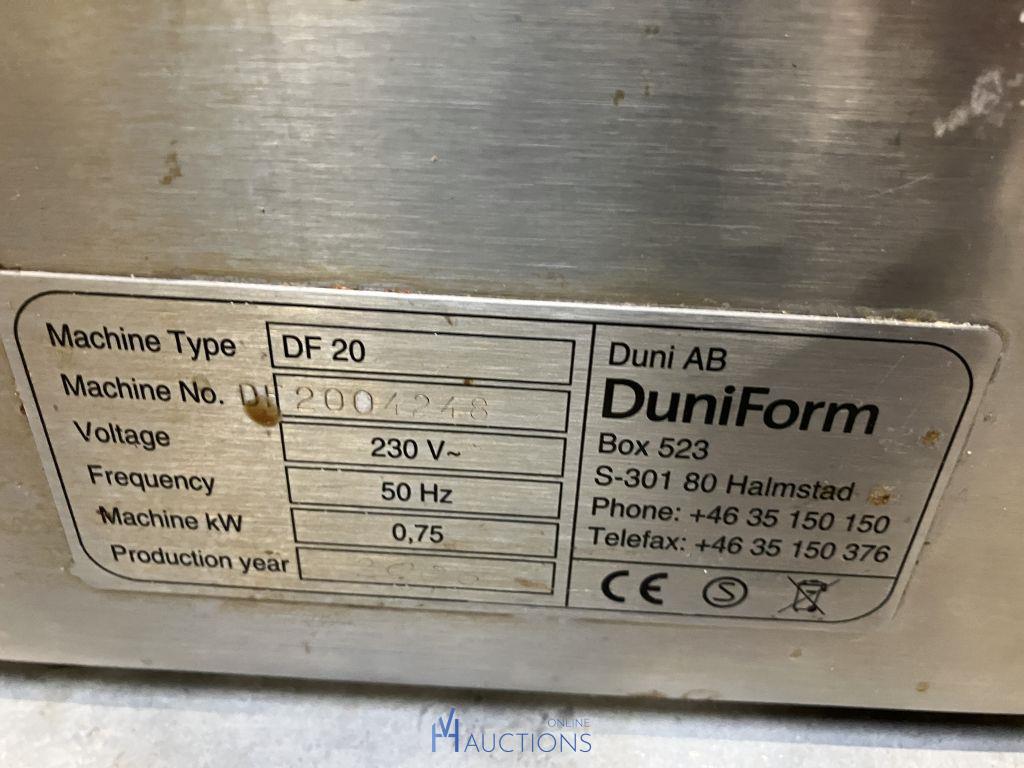 Machine Type DF 20
Machine No. DF 2004248
Voltage 230 V~
Frequency 50 Hz
Machine kW 0,75
Production year
Duni AB
DuniForm
Box 523
S-301 80 Halmstad
Phone: +46 35 150 150
Telefax: +46 35 150 376
CE S
ONLINE
AUCTIONS